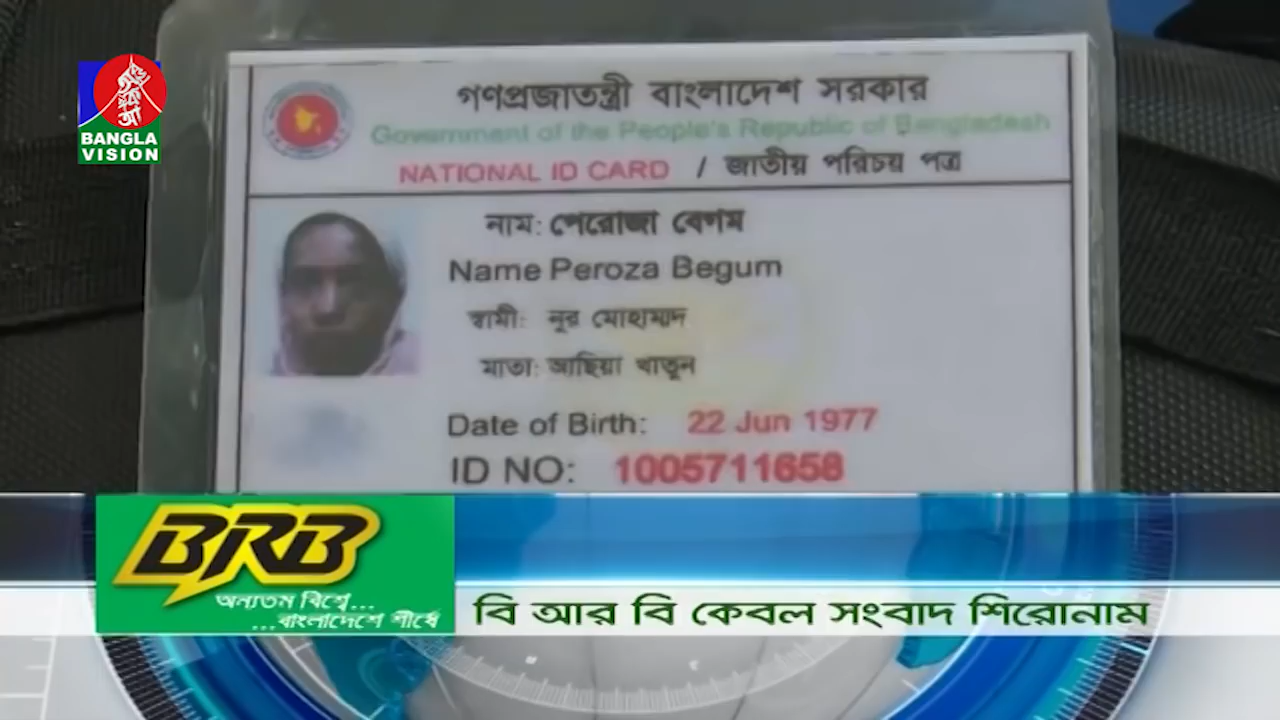 BANGLA
VISION
গণপ্রজাতন্ত্রী বাংলাদেশ সরকার
Government of the People's Republic of Bangladesh
NATIONAL ID CARD / জাতীয় পরিচয় পত্র
নাম: পেরোজা বেগম
Name Peroza Begum
স্বামী: নূর মোহাম্মদ
মাতা: আছিয়া খাতুন
Date of Birth: 22 Jun 1977
ID NO: 1005711658
BRB
অন্যতম বিশ্বে...
...বাংলাদেশে শীর্ষে
বি আর বি কেবল সংবাদ শিরোনাম